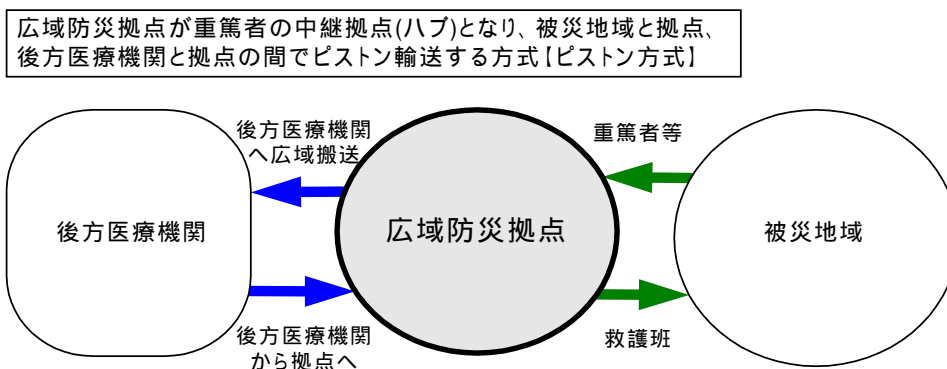 広域防災拠点が重篤者の中継拠点(ハブ)となり、被災地域と拠点、
後方医療機関と拠点の間でピストン輸送する方式【ピストン方式】
後方医療機関
へ広域搬送
重篤者等
後方医療機関
広域防災拠点
被災地域
後方医療機関
から拠点へ
救護班